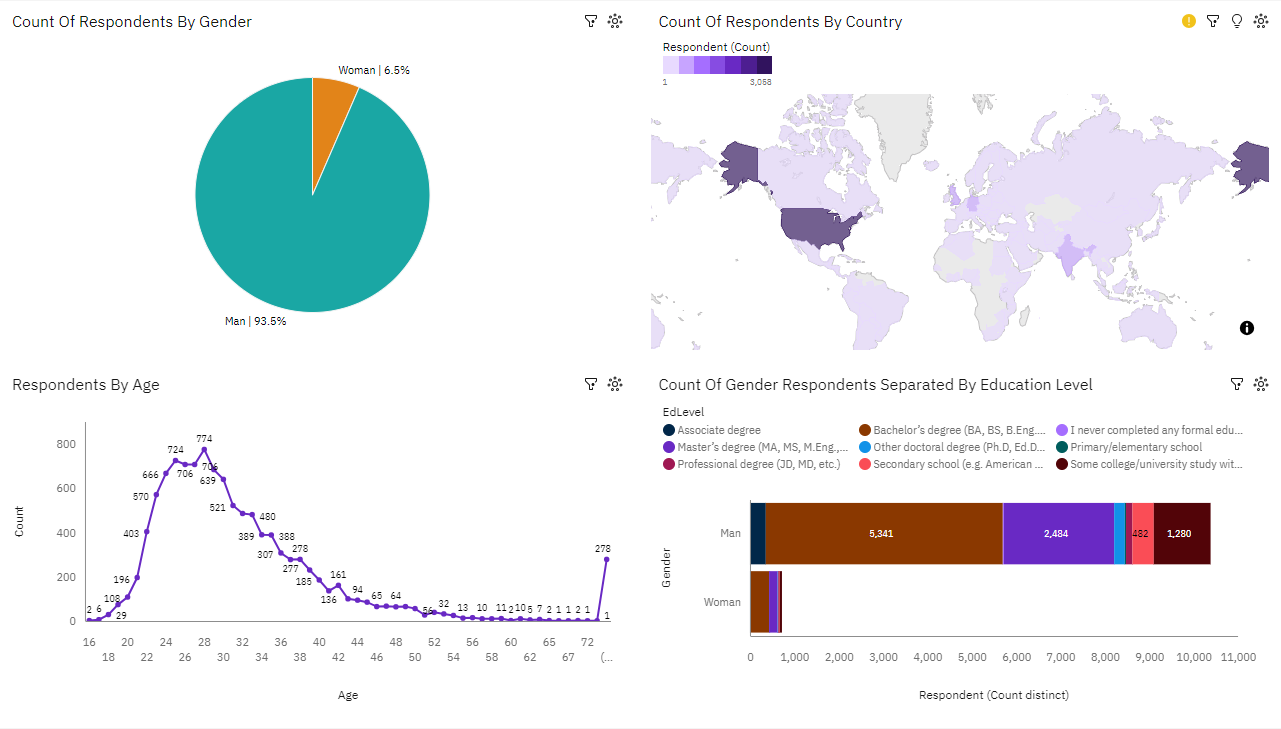 Count Of Respondents By Gender
Woman | 6.5%
Man | 93.5%
Count Of Respondents By Country
Respondent (Count)
1 3,058
Respondents By Age
Count
800
600
400
200
0
2 6 108 29 196 403 570 666 724 706 774 706 639 521 480 389 388 307 278 277 185 161 136 94 65 64 56 32 13 10 11 2 10 5 7 2 1 1 2 1 278 1
16 20 24 28 32 36 40 44 48 52 56 60 64 72
18 22 26 30 34 38 42 46 50 54 58 62 67 (...
Age
Count Of Gender Respondents Separated By Education Level
EdLevel
Associate degree Bachelor's degree (BA, BS, B.Eng.... I never completed any formal edu...
Master's degree (MA, MS, M.Eng.,... Other doctoral degree (Ph.D, Ed.D... Primary/elementary school
Professional degree (JD, MD, etc.) Secondary school (e.g. American ... Some college/university study wit...
Gender
Man 5,341 2,484 482 1,280
Woman
0 1,000 2,000 3,000 4,000 5,000 6,000 7,000 8,000 9,000 10,000 11,000
Respondent (Count distinct)